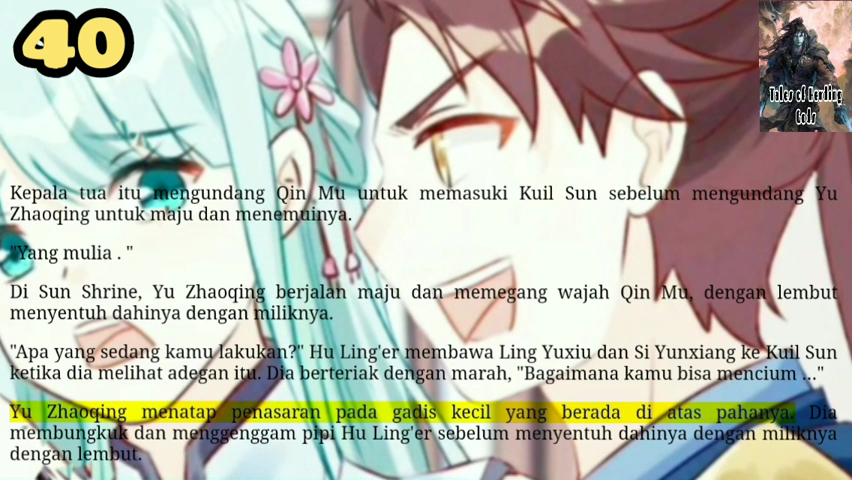 40
Tales of Herding
Gods
Kepala tua itu mengundang Qin Mu untuk memasuki Kuil Sun sebelum mengundang Yu
Zhaoqing untuk maju dan menemuinya.
"Yang mulia . "
Di Sun Shrine, Yu Zhaoqing berjalan maju dan memegang wajah Qin Mu, dengan lembut
menyentuh dahinya dengan miliknya.
"Apa yang sedang kamu lakukan?" Hu Ling'er membawa Ling Yuxiu dan Si Yunxiang ke Kuil Sun
ketika dia melihat adegan itu. Dia berteriak dengan marah, "Bagaimana kamu bisa mencium ..."
Yu Zhaoqing menatap penasaran pada gadis kecil yang berada di atas pahanya. Dia
membungkuk dan menggenggam pipi Hu Ling'er sebelum menyentuh dahinya dengan miliknya
dengan lembut.